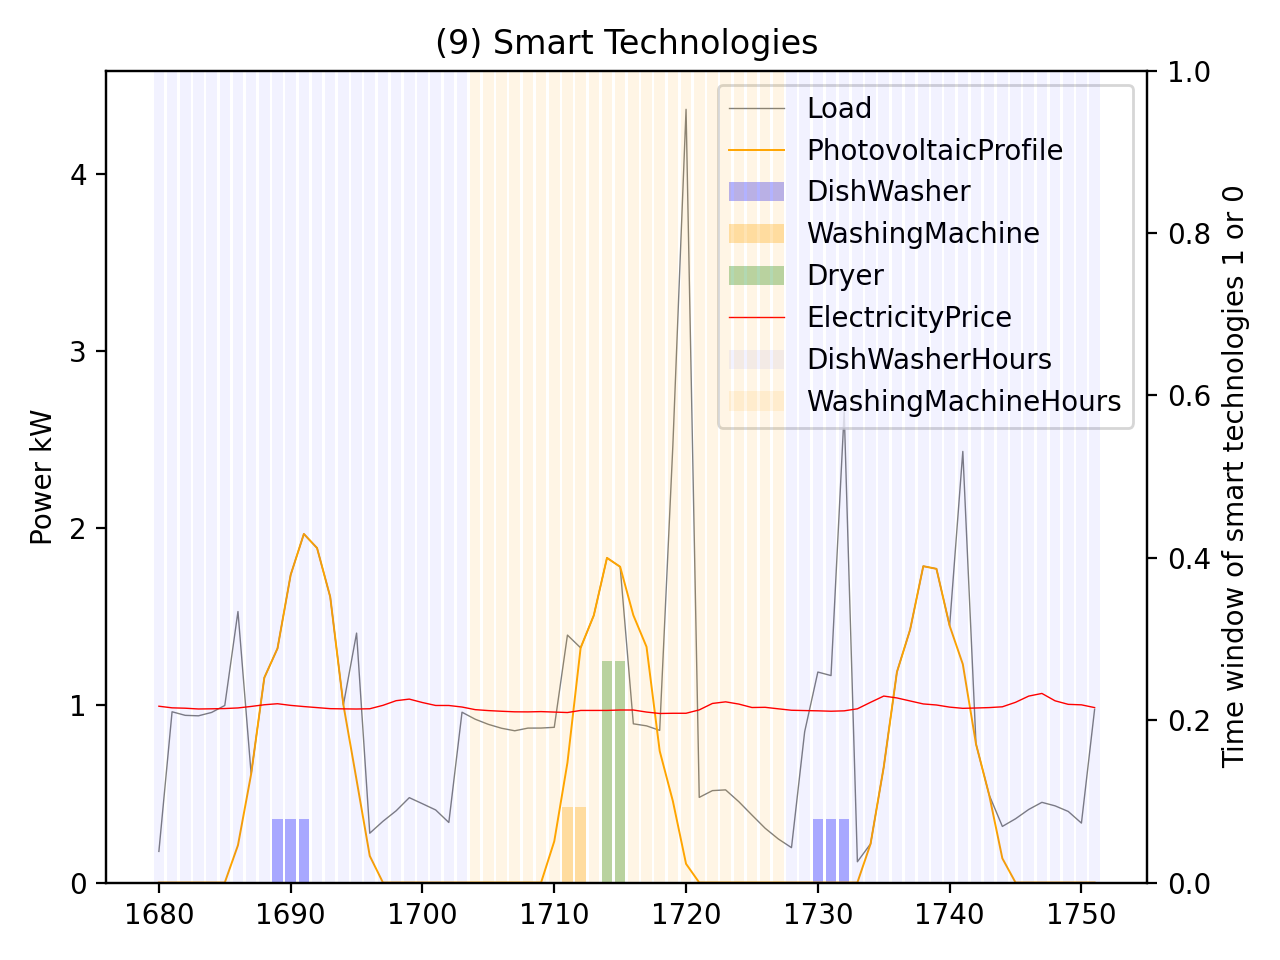 (9) Smart Technologies
Power kW
4
3
2
1
0
Load
PhotovoltaicProfile
DishWasher
WashingMachine
Dryer
ElectricityPrice
DishWasherHours
WashingMachineHours
1.0
0.8
0.6
0.4
0.2
0.0
Time window of smart technologies 1 or 0
1680 1690 1700 1710 1720 1730 1740 1750